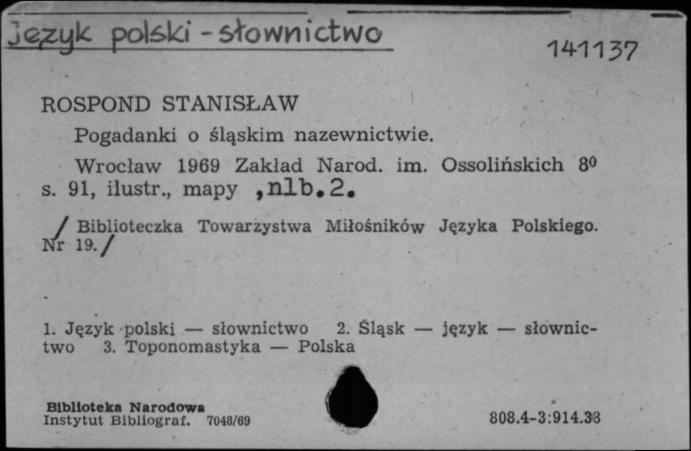 Język polski - słownictwo
141137
ROSPOND STANISŁAW
Pogadanki o śląskim nazewnictwie.
Wrocław 1969 Zakład Narod. im. Ossolińskich 8⁰
s. 91, ilustr., mapy ,nlb.2.
/ Biblioteczka Towarzystwa Miłośników Języka Polskiego.
Nr 19./
1. Język polski — słownictwo 2. Śląsk — język — słownic-
two 3. Toponomastyka — Polska
Biblioteka Narodowa
Instytut Bibliograf. 7048/69
808.4-3:914.38